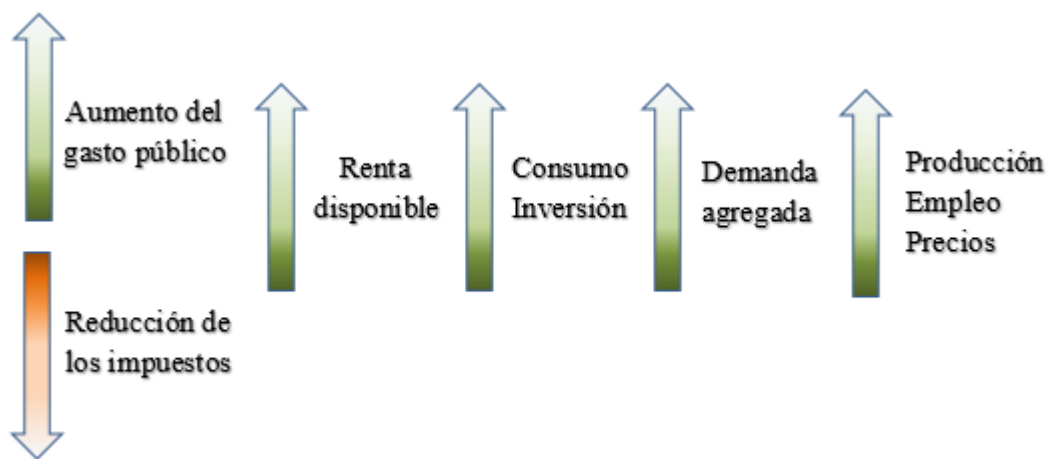 Aumento del
gasto público
Renta
disponible
Consumo
Inversión
Demanda
agregada
Producción
Empleo
Precios
Reducción de
los impuestos